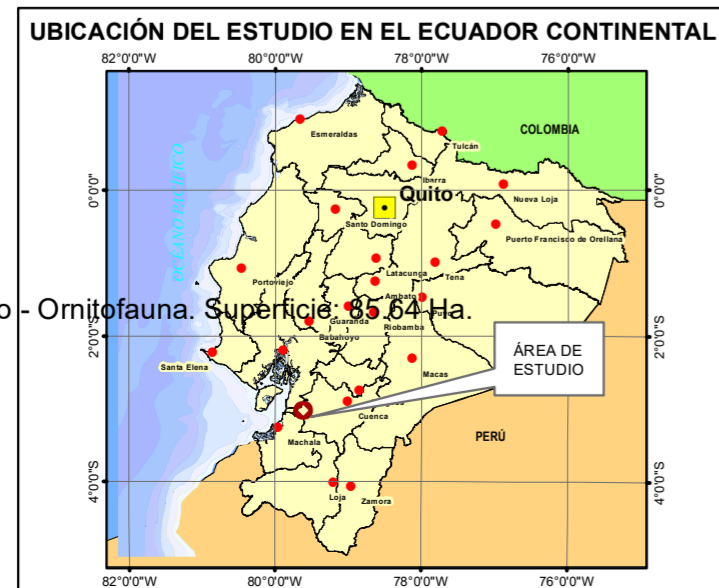 UBICACIÓN DEL ESTUDIO EN EL ECUADOR CONTINENTAL
82°0'0"W 80°0'0"W 78°0'0"W 76°0'0"W
COLOMBIA
Esmeraldas
Tulcán
Ibarra
0°0'0"
Quito
Nueva Loja
0°0'0"
OCÉANO PACIFICO
Santo Domingo
Puerto Francisco de Orellana
Latacunga
Tena
Portoviejo
Ambato
o - Ornitofauna. Superficie: 85,64 Ha.
Guaranda
Puyo
Riobamba
Babahoyo
2°0'0"S
2°0'0"S
ÁREA DE
ESTUDIO
Santa Elena
Macas
Cuenca
Machala
PERÚ
4°0'0"S
4°0'0"S
Loja
Zamora
82°0'0"W 80°0'0"W 78°0'0"W 76°0'0"W